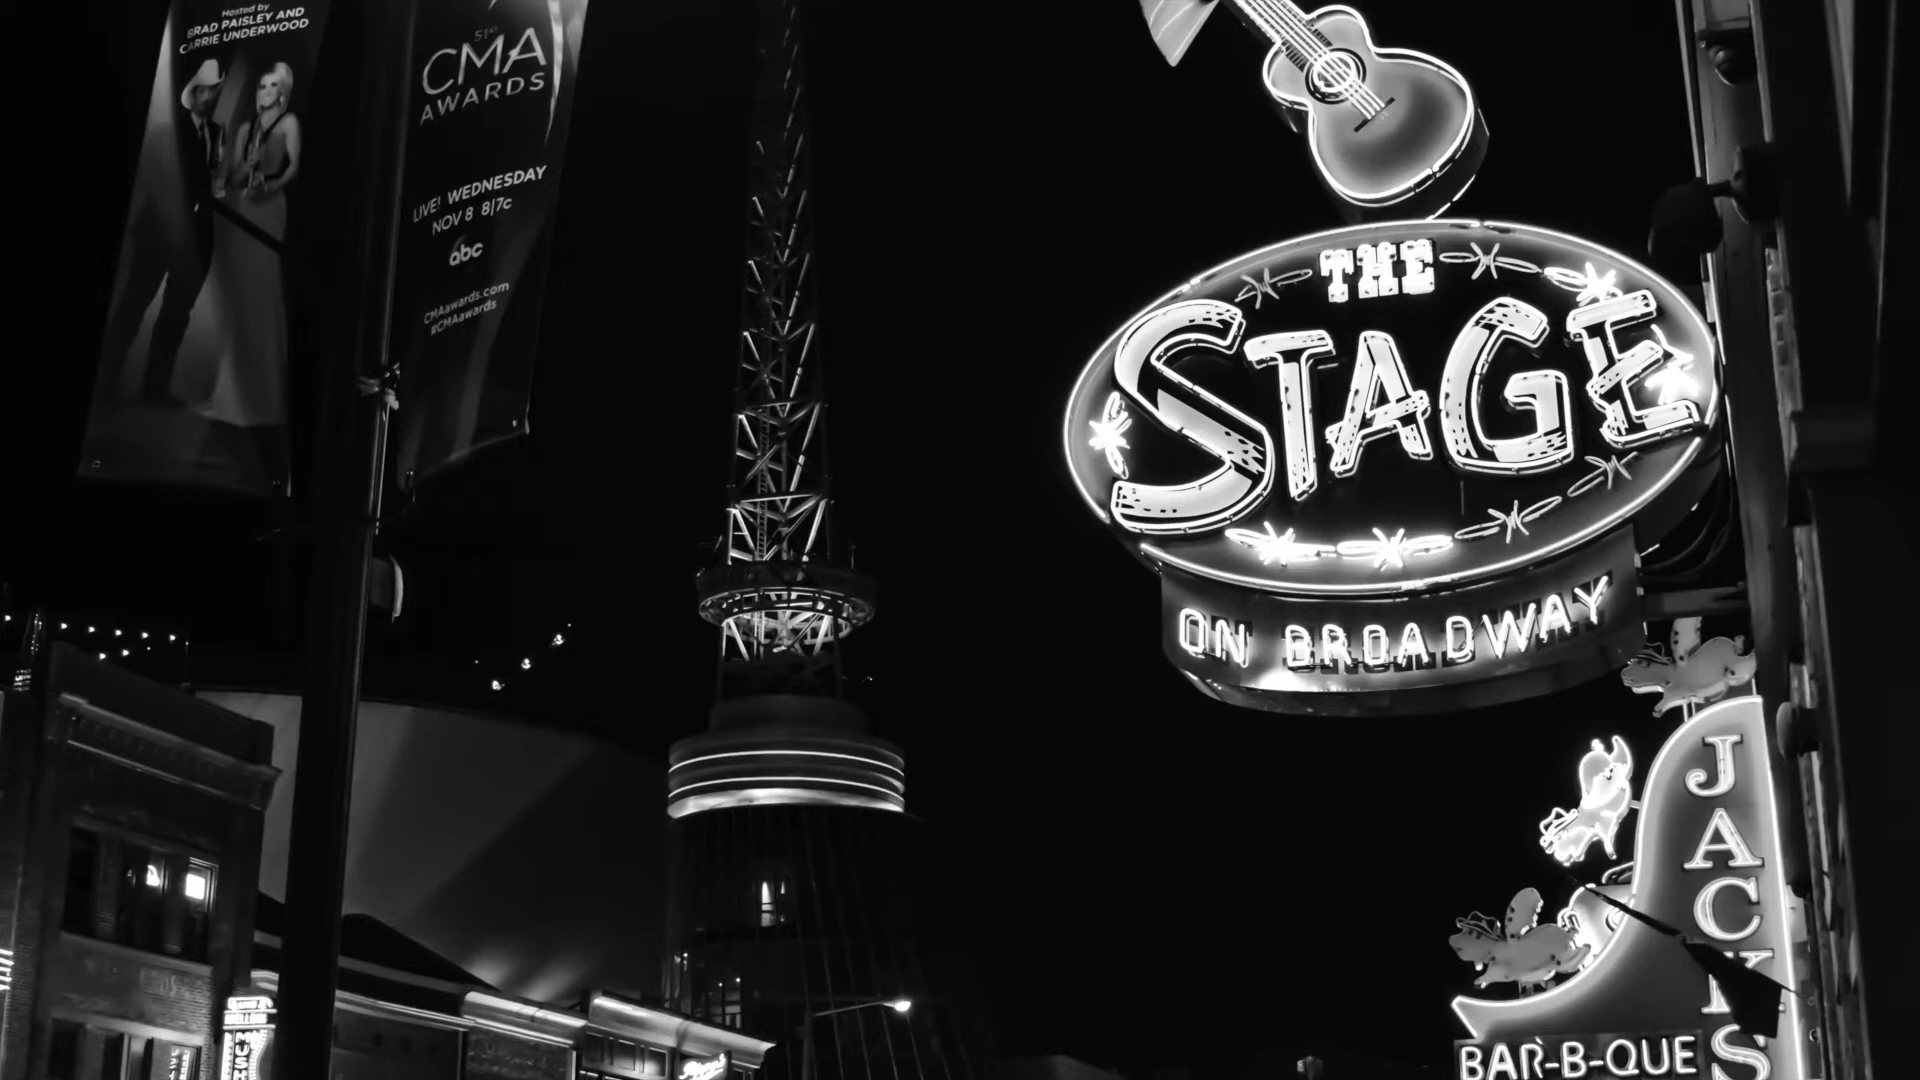 Hosted by
BRAD PAISLEY AND
CARRIE UNDERWOOD
51st
CMA
AWARDS
LIVE! WEDNESDAY
NOV 8 8|7c
abc
CMAawards.com
#CMAawards
THE
STAGE
ON BROADWAY
JACK'S
BAR-B-QUE